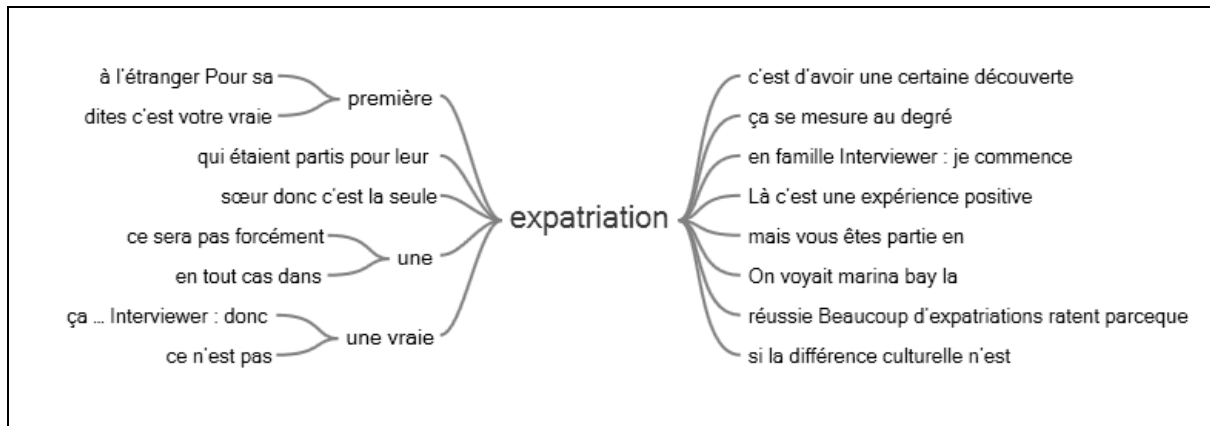 à l'étranger Pour sa
dites c'est votre vraie
première
qui étaient partis pour leur
sœur donc c'est la seule
ce sera pas forcément
en tout cas dans
une
ça ... Interviewer : donc
ce n'est pas
une vraie
expatriation
c'est d'avoir une certaine découverte
ça se mesure au degré
en famille Interviewer : je commence
Là c'est une expérience positive
mais vous êtes partie en
On voyait marina bay la
réussie Beaucoup d'expatriations ratent parceque
si la différence culturelle n'est